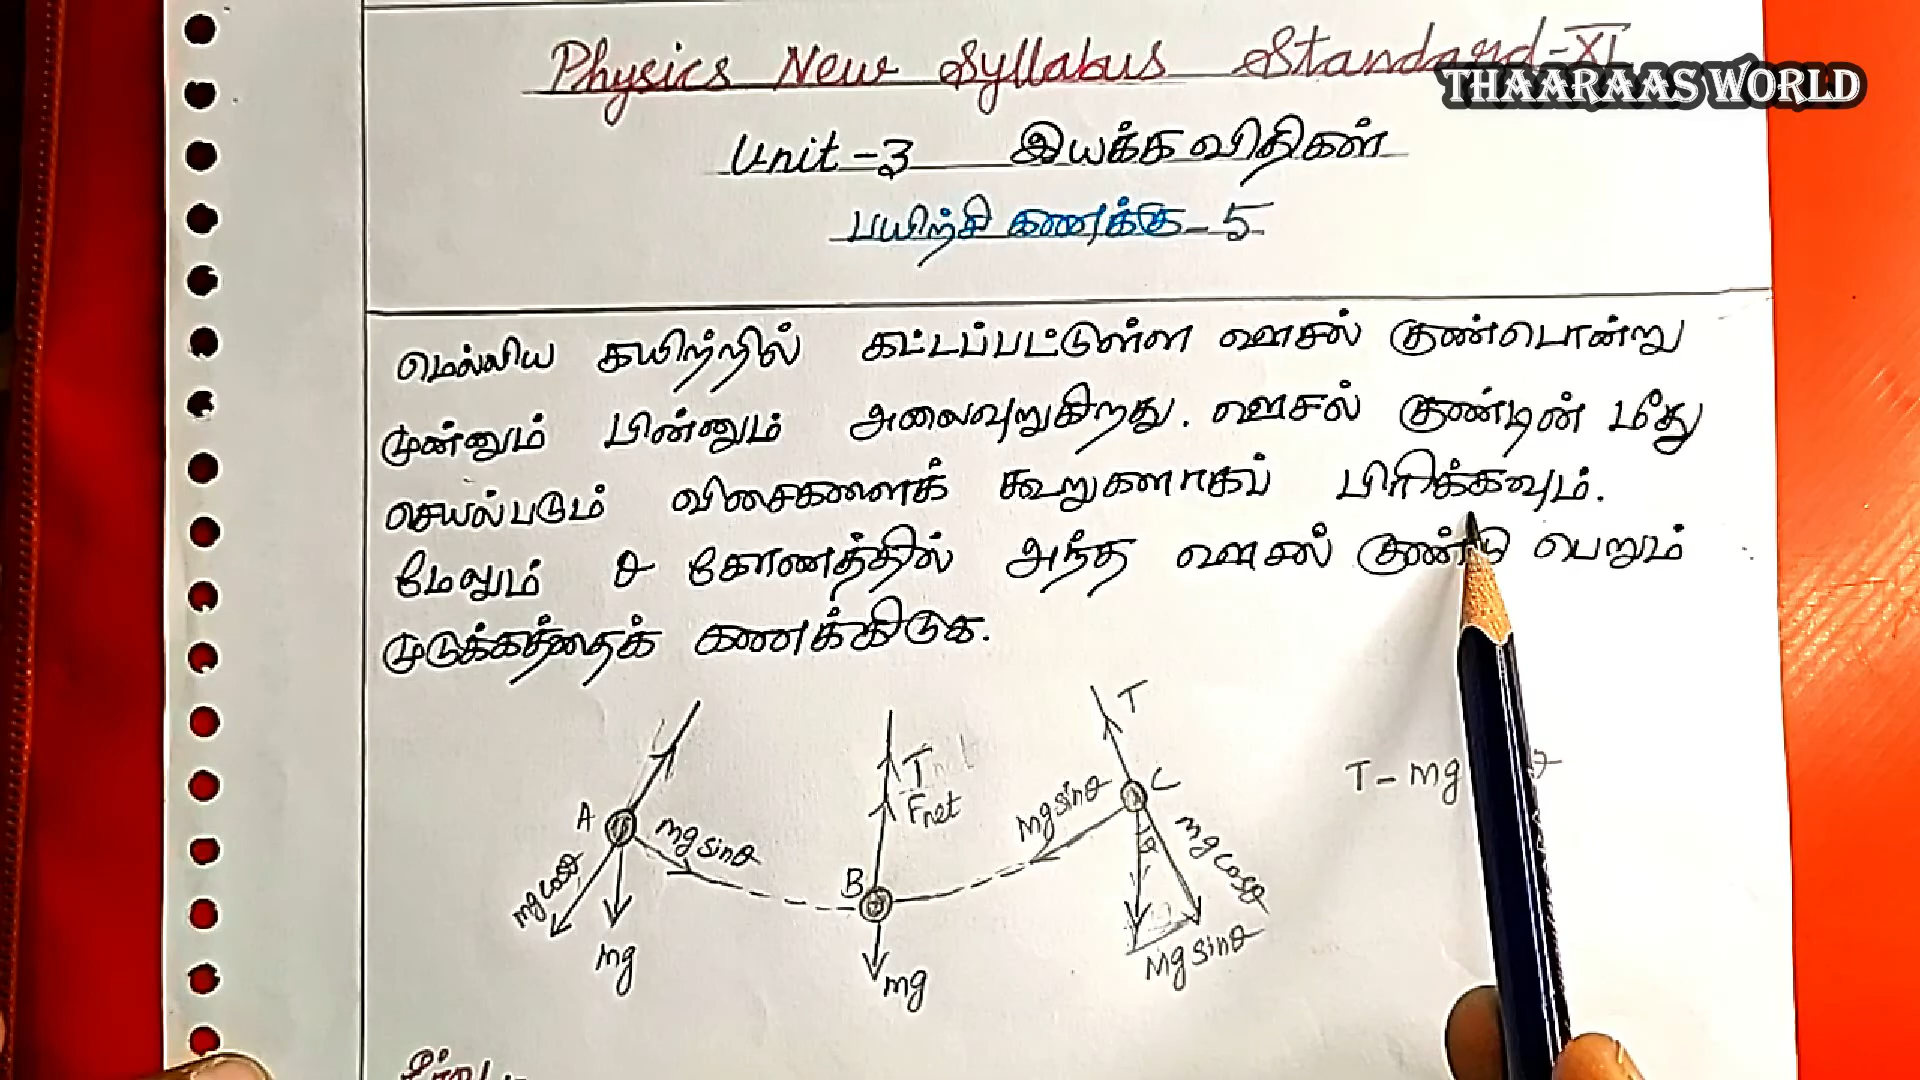 Physics New Syllabus Standard-XI
THAARAAS WORLD
Unit-3 இயக்க விதிகள்
பயிற்சி கணக்கு-5
மெல்லிய கயிற்றில் கட்டப்பட்டுள்ள ஊசல் குண்பொன்று
முன்னும் பின்னும் அலைவுறுகிறது. ஊசல் குண்டின் மீது
செயல்படும் விசைகளைக் கூறுகளாகப் பிரிக்கவும்.
மேலும் θ கோணத்தில் அந்த ஊசல் குண்டு பெறும்
முடுக்கத்தைக் கணக்கிடுக.
T
T
Fnet
A
mg sinθ
mg cosθ
mg
B
mg
mg sinθ
C
θ
mg cosθ
Mg sinθ
T - mg